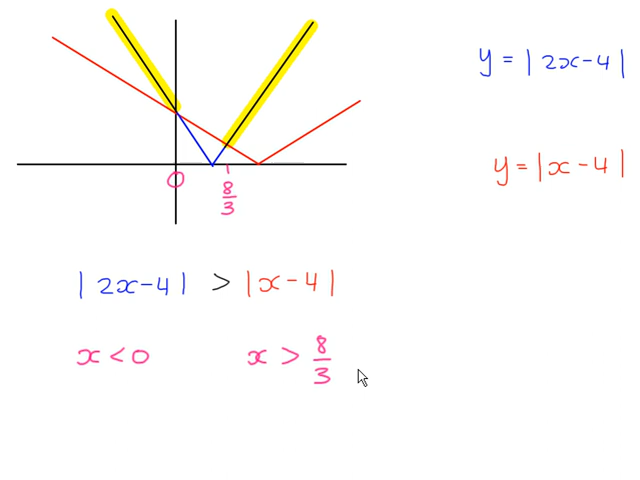 y = | 2x-4 |
y = |x - 4 |
0
8/3
| 2x-4 | > |x - 4 |
x < 0 x > 8/3